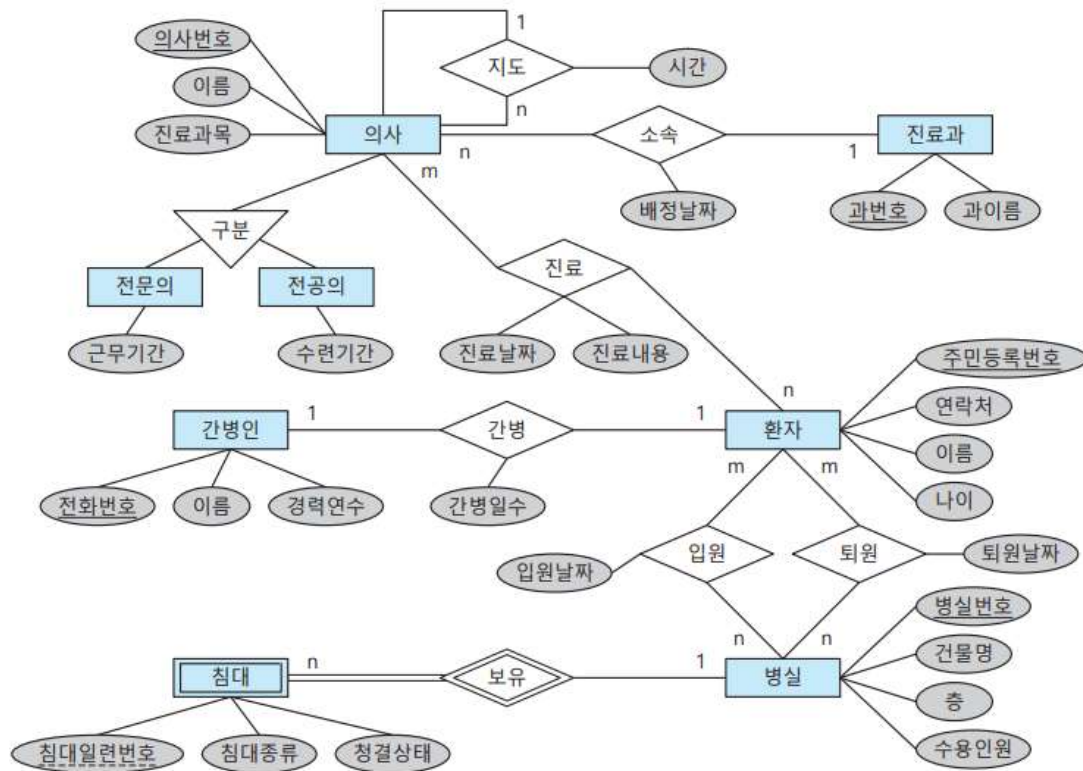 1
의사번호
지도
시간
이름
n
진료과목
의사
소속
진료과
n
1
m
배정날짜
과번호
과이름
구분
진료
전문의
전공의
근무기간
수련기간
진료날짜
진료내용
주민등록번호
n
연락처
1
1
간병인
간병
환자
이름
m
m
나이
전화번호
이름
경력연수
간병일수
입원
퇴원
입원날짜
퇴원날짜
병실번호
n
n
건물명
n
1
침대
보유
병실
층
수용인원
침대일련번호
침대종류
청결상태